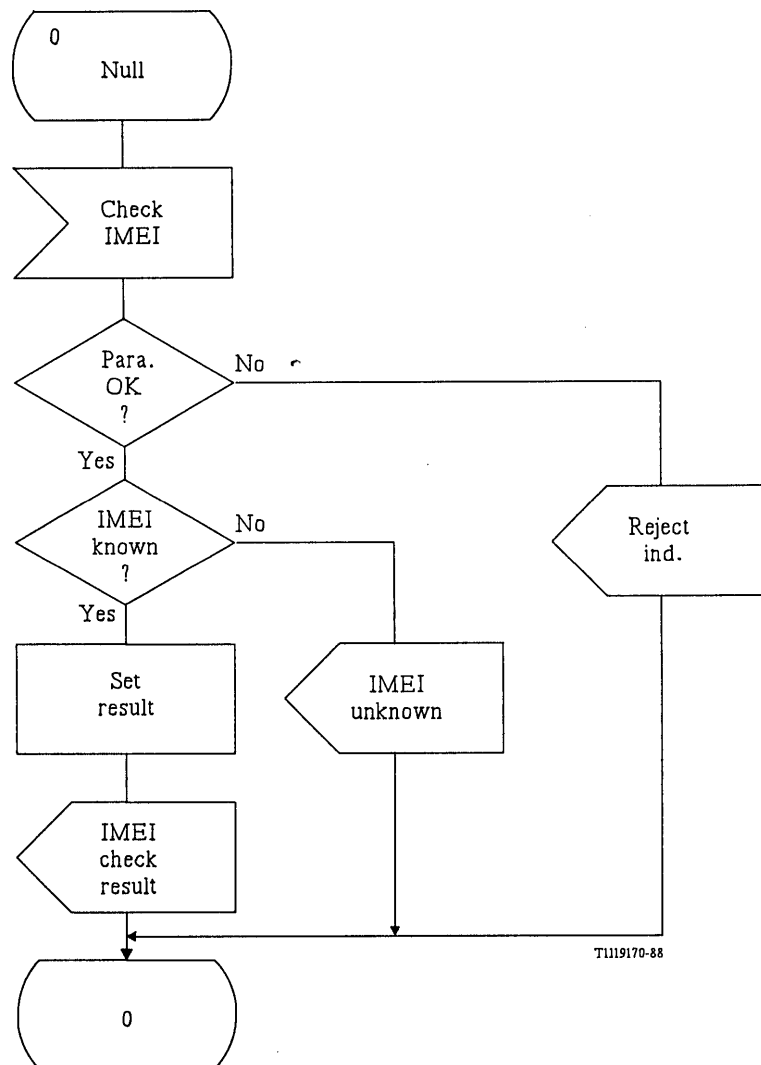 0
Null
Check
IMEI
Para.
OK
?
No
Yes
IMEI
known
?
No
Yes
Reject
ind.
Set
result
IMEI
unknown
IMEI
check
result
T1119170-88
0